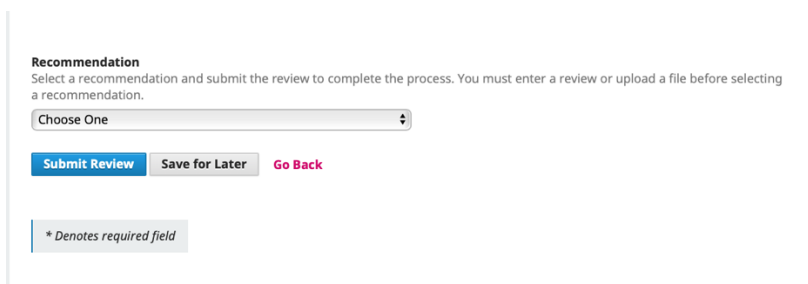 Recommendation
Select a recommendation and submit the review to complete the process. You must enter a review or upload a file before selecting
a recommendation.
Choose One
Submit Review Save for Later Go Back
* Denotes required field